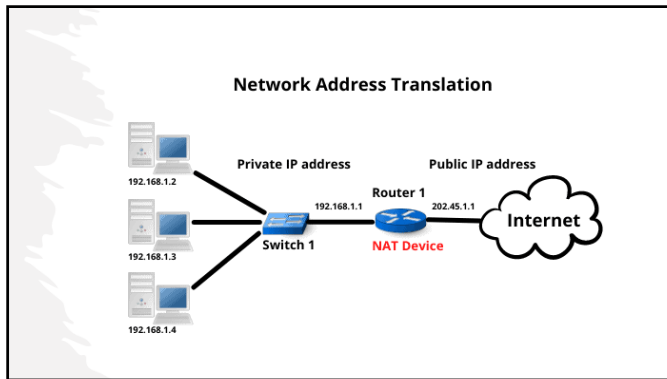 Network Address Translation
Private IP address
Public IP address
192.168.1.2
192.168.1.1
Router 1
202.45.1.1
Internet
Switch 1
NAT Device
192.168.1.3
192.168.1.4